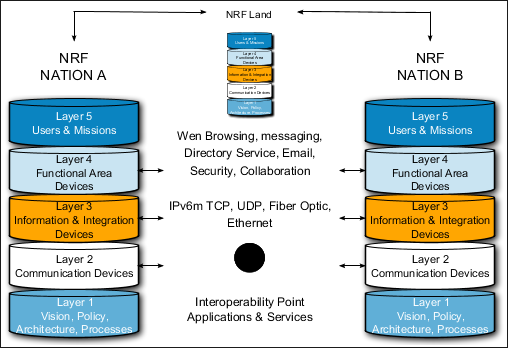 NRF Land
NRF
NATION A
Layer 5
Users & Missions
Layer 4
Functional Area
Devices
Layer 3
Information & Integration
Devices
Layer 2
Communication Devices
Layer 1
Vision, Policy,
Architecture, Processes
Layer 5
Users & Missions
Layer 4
Functional Area
Devices
Layer 3
Information & Integration
Devices
Layer 2
Communication Devices
Layer 1
Vision, Policy,
Architecture, Processes
Wen Browsing, messaging,
Directory Service, Email,
Security, Collaboration
IPv6m TCP, UDP, Fiber Optic,
Ethernet
Interoperability Point
Applications & Services
NRF
NATION B
Layer 5
Users & Missions
Layer 4
Functional Area
Devices
Layer 3
Information & Integration
Devices
Layer 2
Communication Devices
Layer 1
Vision, Policy,
Architecture, Processes